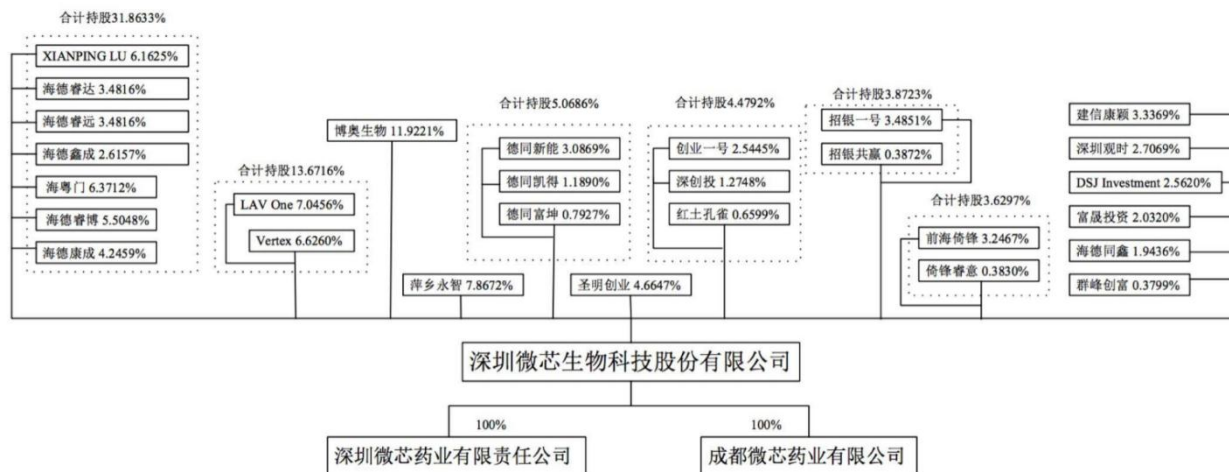 合计持股31.8633%
XIANPING LU 6.1625%
海德睿达 3.4816%
海德睿远 3.4816%
海德鑫成 2.6157%
海粤门 6.3712%
海德睿博 5.5048%
海德康成 4.2459%
合计持股13.6716%
LAV One 7.0456%
Vertex 6.6260%
博奥生物 11.9221%
萍乡永智 7.8672%
合计持股5.0686%
德同新能 3.0869%
德同凯得 1.1890%
德同富坤 0.7927%
圣明创业 4.6647%
合计持股4.4792%
创业一号 2.5445%
深创投 1.2748%
红土孔雀 0.6599%
合计持股3.8723%
招银一号 3.4851%
招银共赢 0.3872%
合计持股3.6297%
前海倚锋 3.2467%
倚锋睿意 0.3830%
建信康颖 3.3369%
深圳观时 2.7069%
DSJ Investment 2.5620%
富晟投资 2.0320%
海德同鑫 1.9436%
群峰创富 0.3799%
深圳微芯生物科技股份有限公司
100%
100%
深圳微芯药业有限责任公司
成都微芯药业有限公司